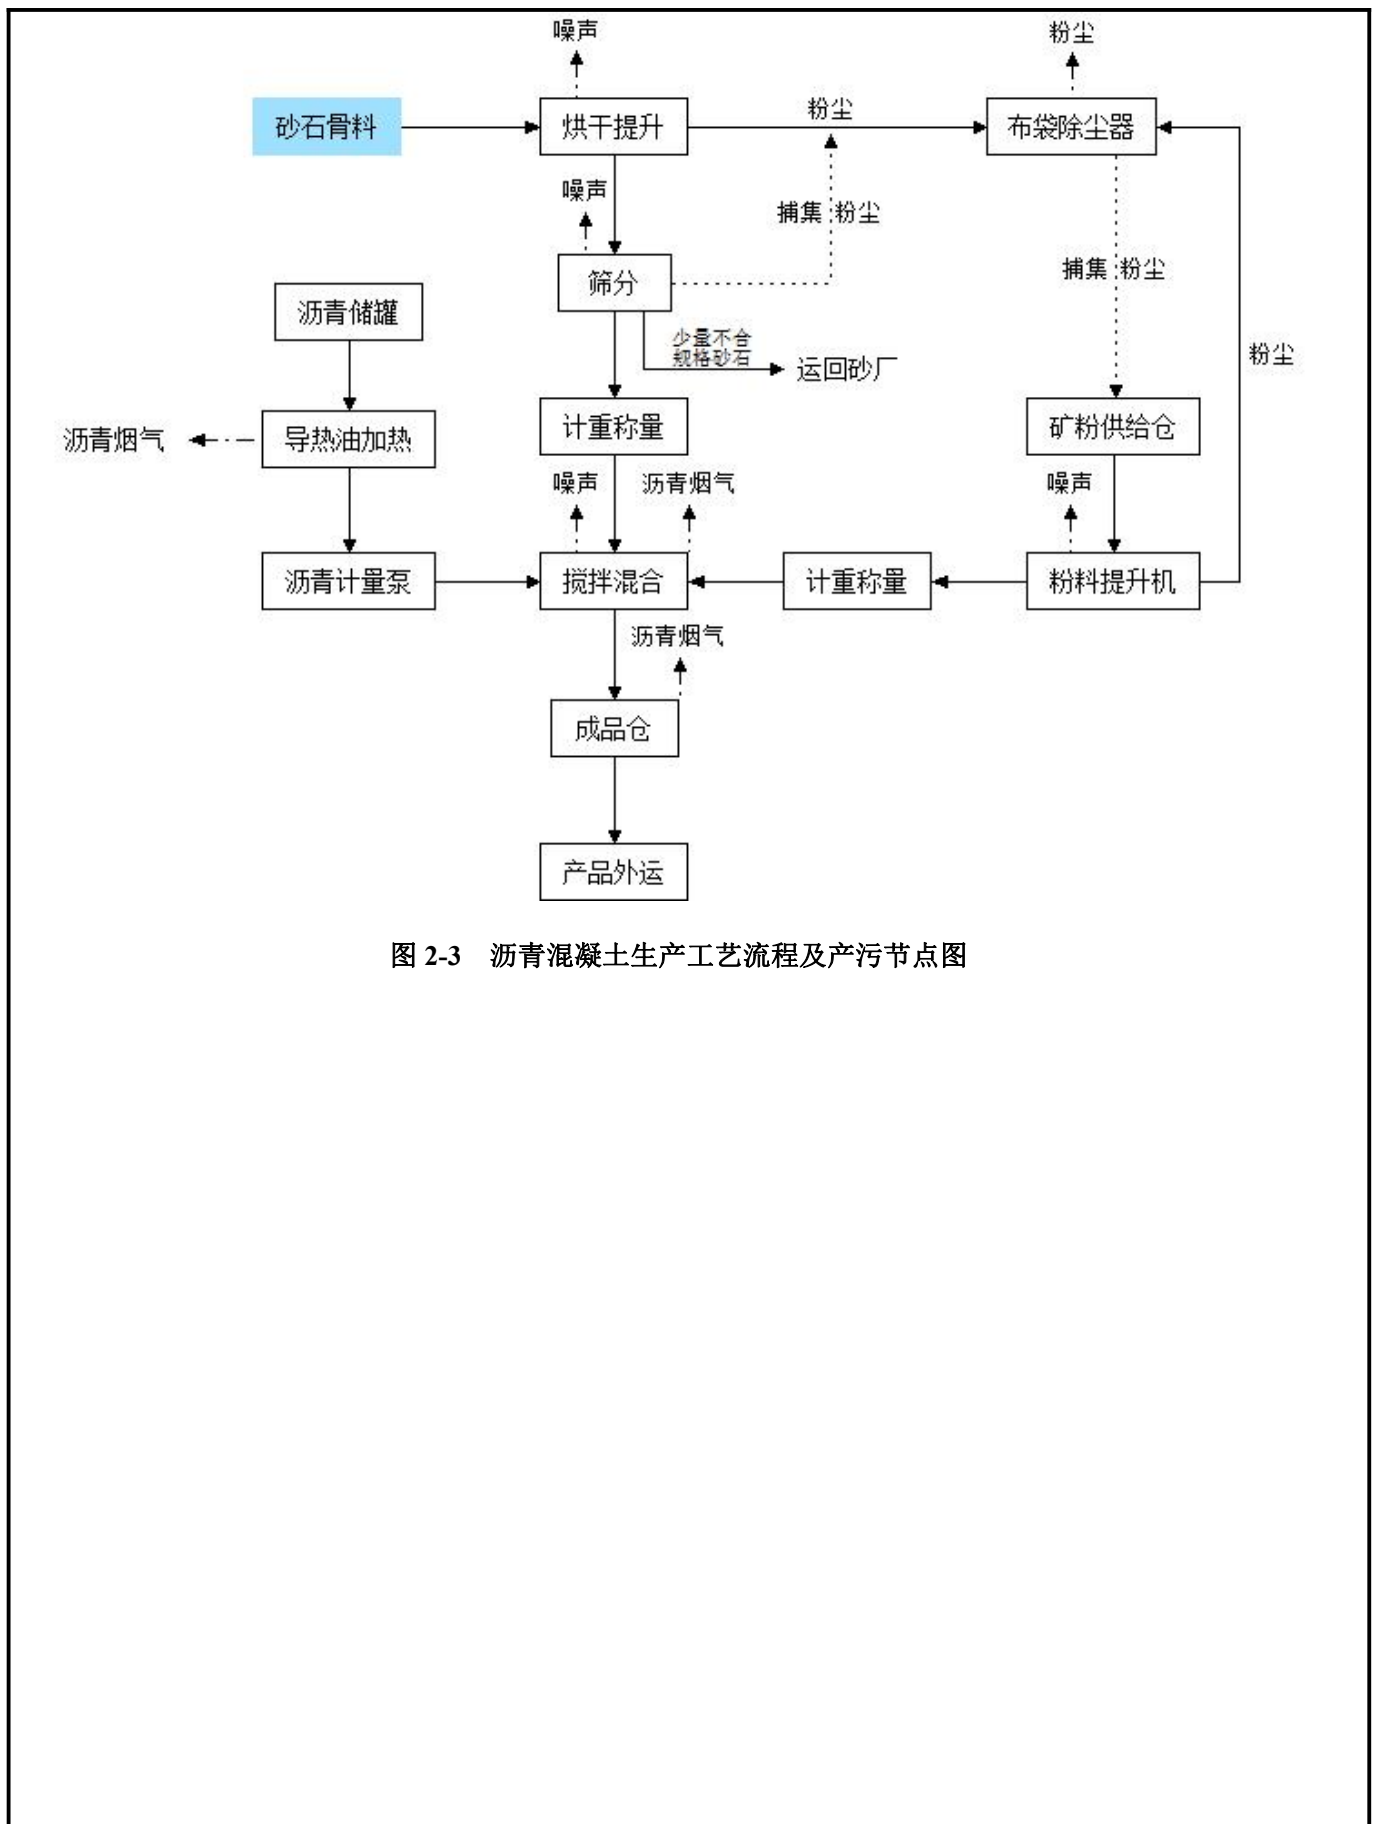 噪声
粉尘
砂石骨料
烘干提升
粉尘
布袋除尘器
噪声
捕集 粉尘
筛分
捕集 粉尘
沥青储罐
少量不合
规格砂石
运回砂厂
粉尘
沥青烟气
导热油加热
计重称量
矿粉供给仓
噪声
沥青烟气
噪声
沥青计量泵
搅拌混合
计重称量
粉料提升机
沥青烟气
成品仓
产品外运
图 2-3 沥青混凝土生产工艺流程及产污节点图